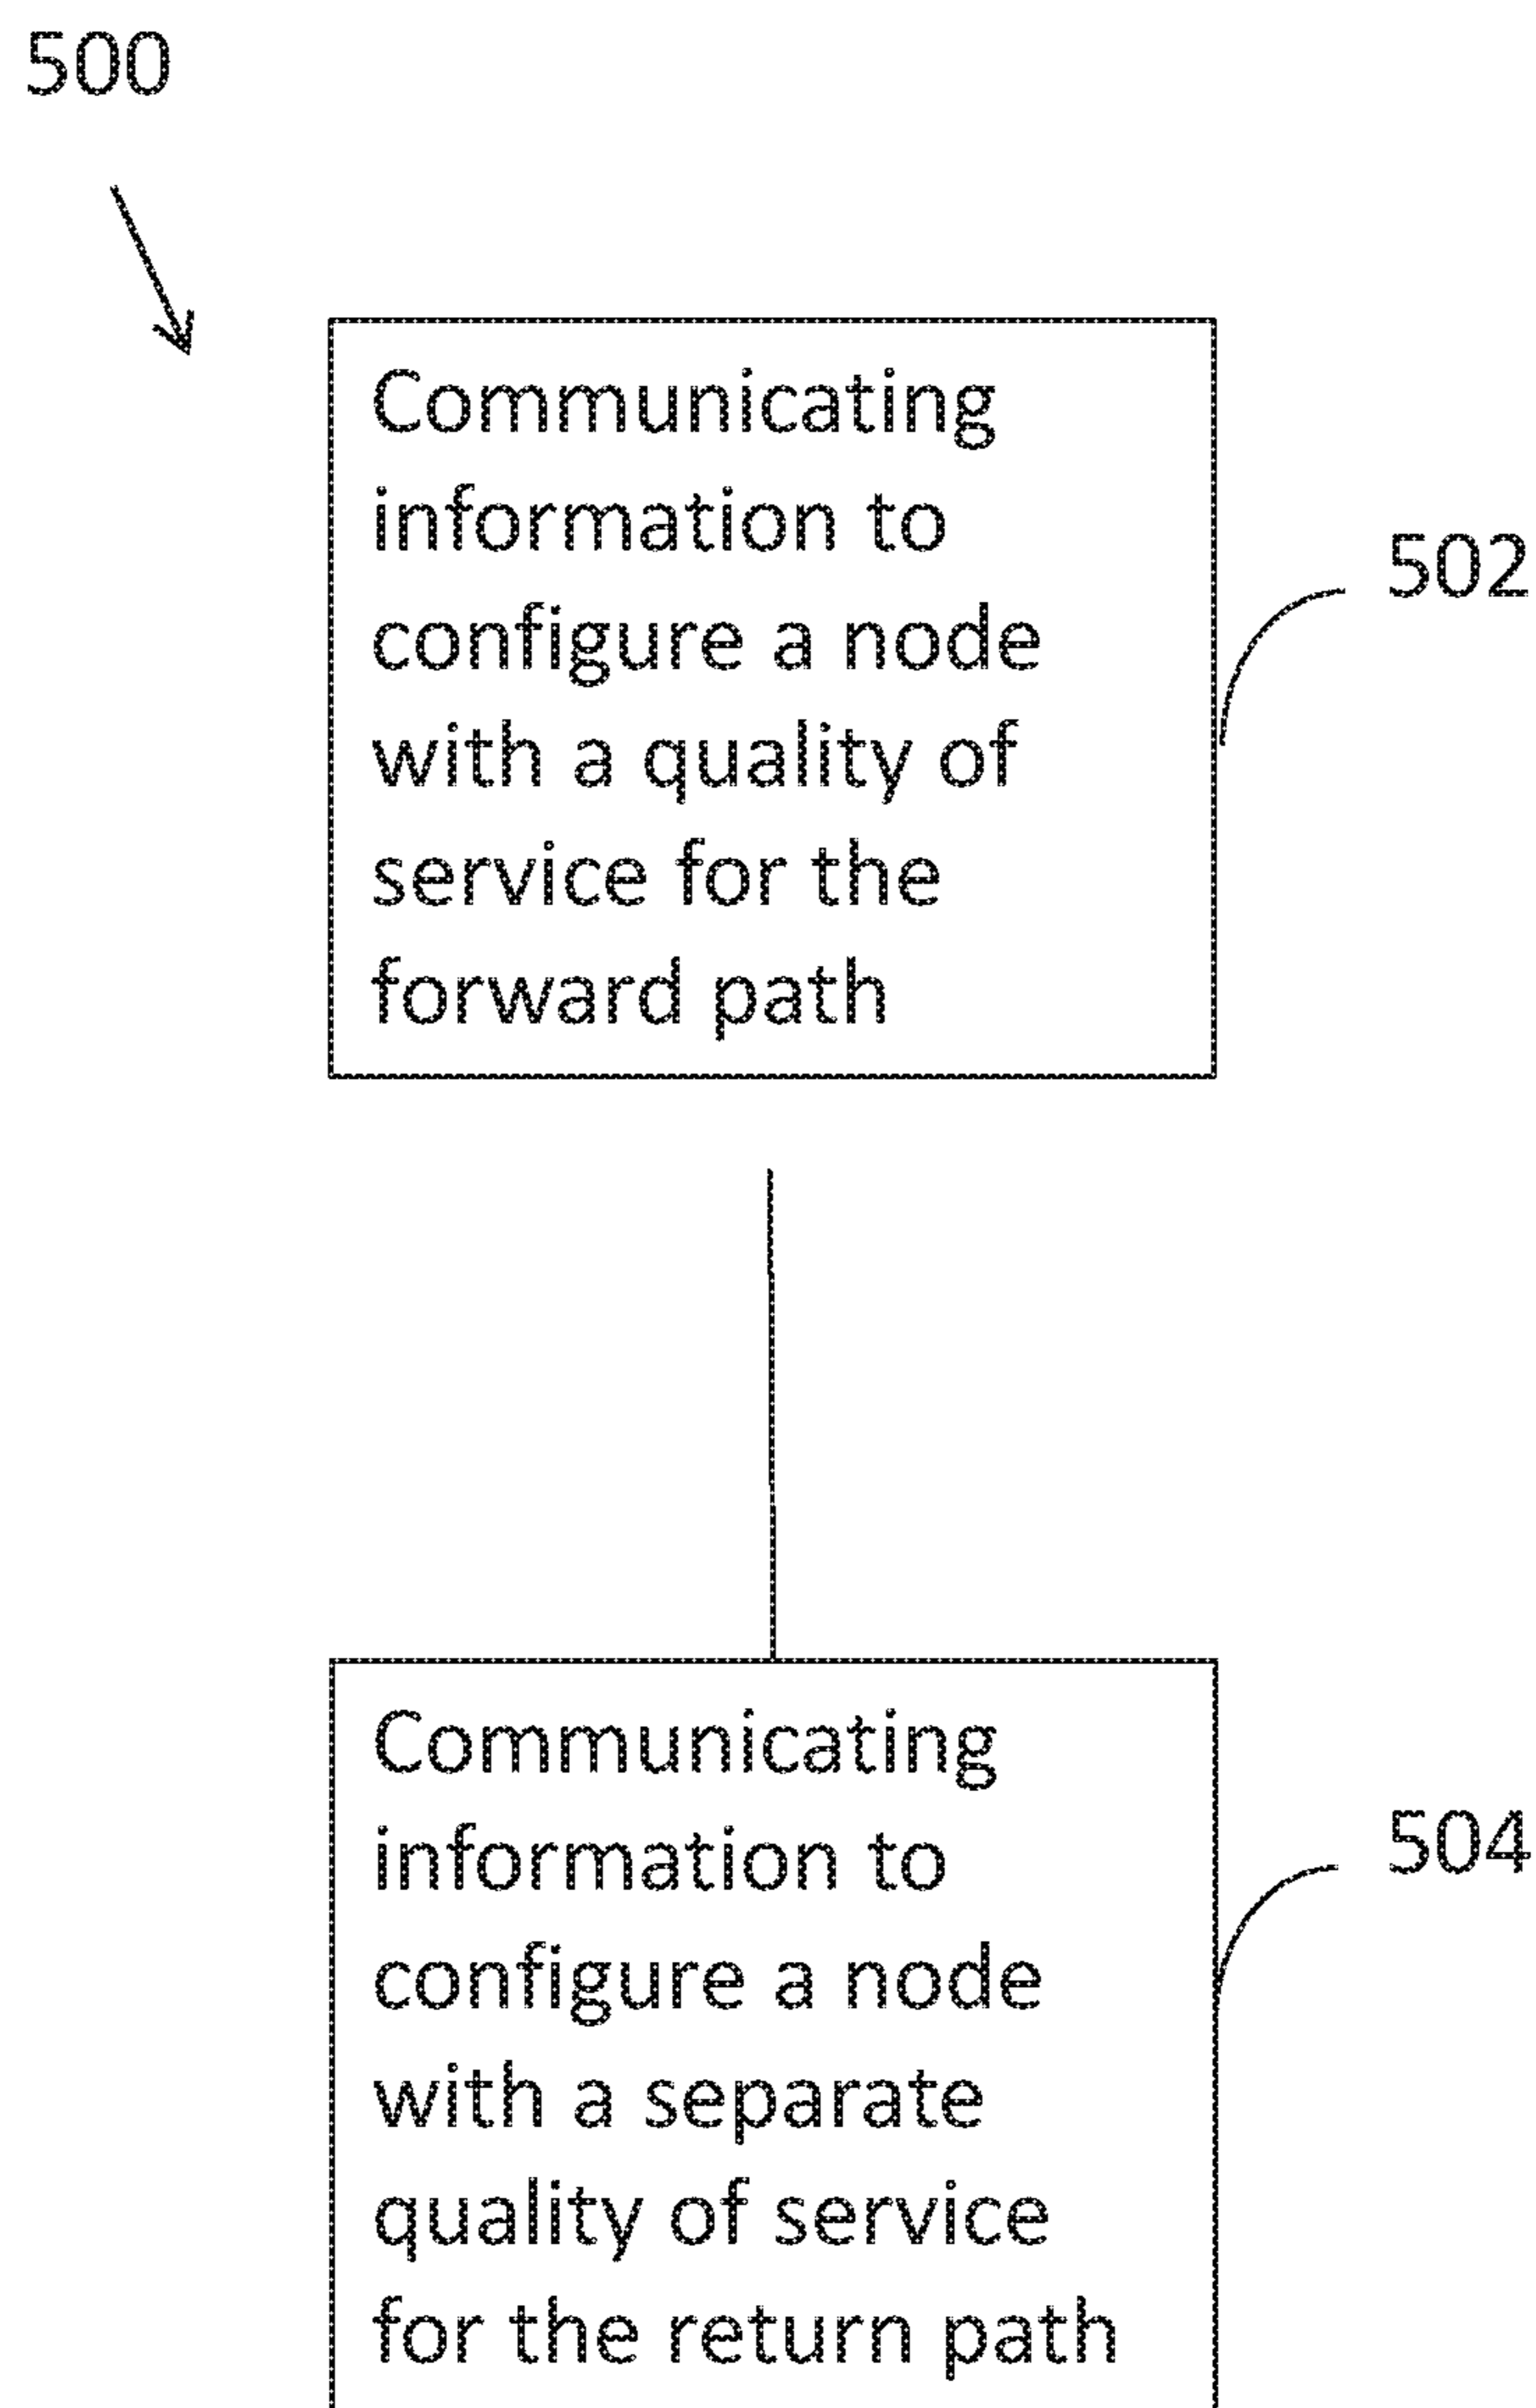 500
Communicating
information to
configure a node
with a quality of
service for the
forward path
502
Communicating
information to
configure a node
with a separate
quality of service
for the return path
504